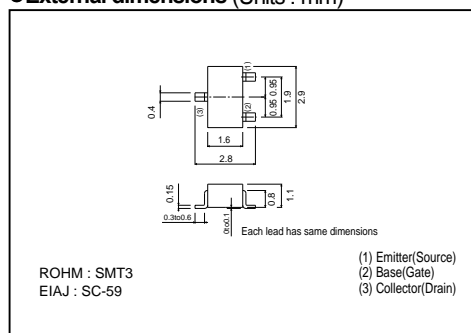 External dimensions (Units : mm)
(1)
(3)
(2)
0.4
0.95 0.95
1.9
2.9
1.6
2.8
0.15
0.3to0.6
0to0.1
0.8
1.1
Each lead has same dimensions
ROHM : SMT3
EIAJ : SC-59
(1) Emitter(Source)
(2) Base(Gate)
(3) Collector(Drain)